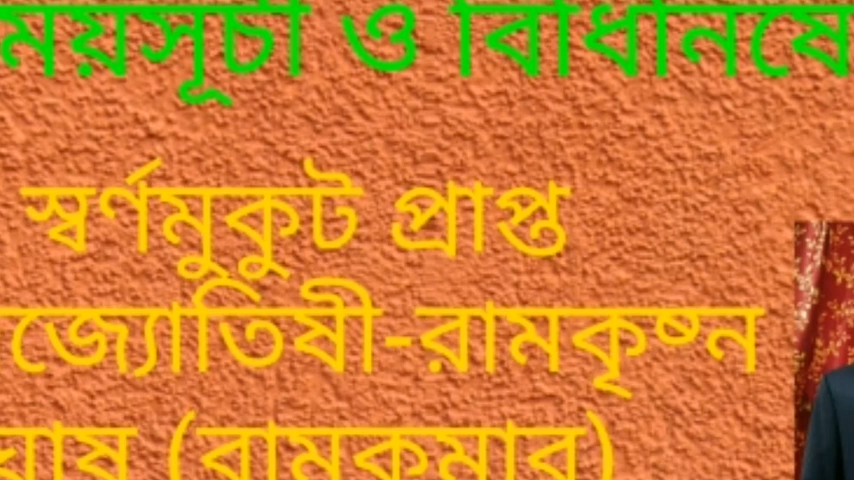 ময়সূচী ও বিধিনিষে
স্বর্ণমুকুট প্রাপ্ত
জ্যোতিষী-রামকৃষ্ন
ঘোষ (রামকুমার)